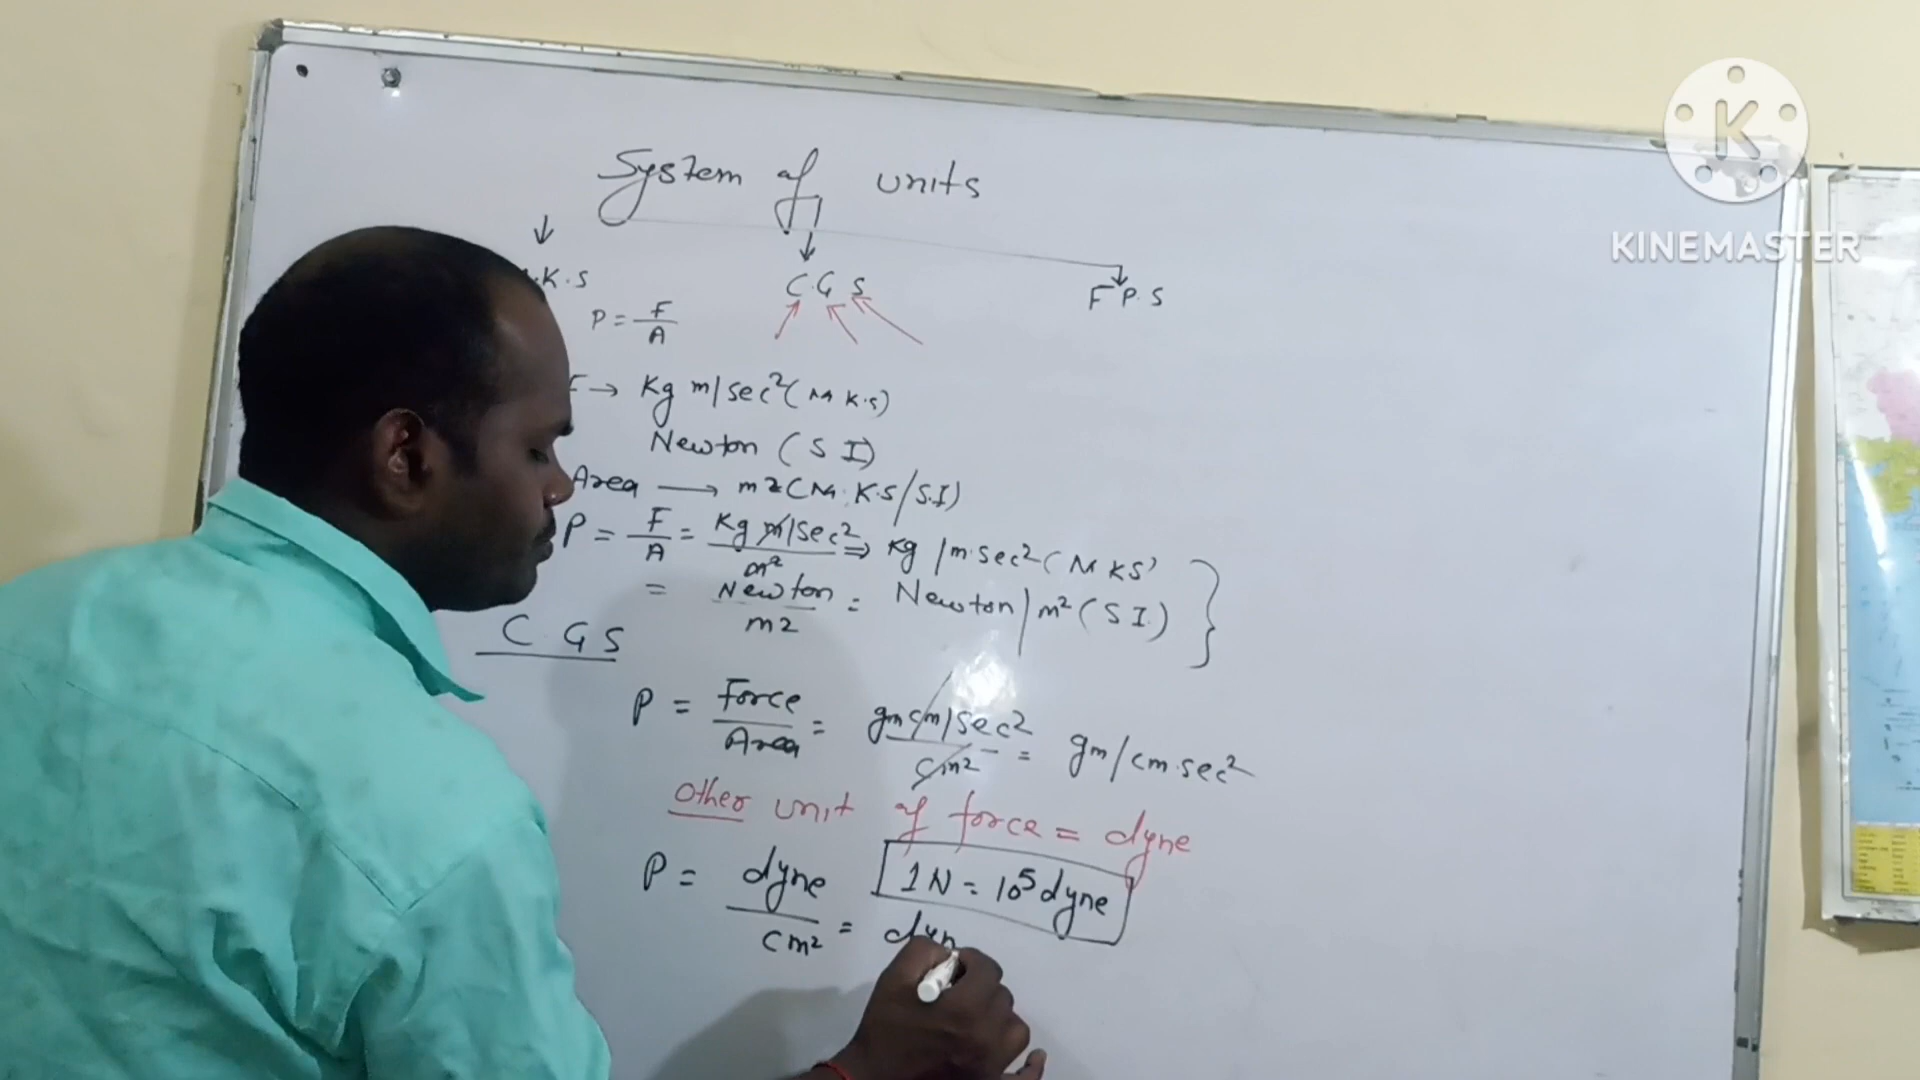 System of units
.K.S
C.G S
F P.S
P = F/A
F → Kg m/sec² (M K.S)
Newton (S I)
Area → m2 (M.K.S/S.I)
P = F/A = Kg m/sec²/m² ⇒ Kg/m.sec² (M KS)
= Newton/m2 = Newton/m² (S I.)
C G S
P = Force/Area = gm cm/sec²/cm² = gm/cm.sec²
Other unit of force = dyne
1N = 10⁵ dyne
P = dyne/cm² = dyn
K
KINEMASTER